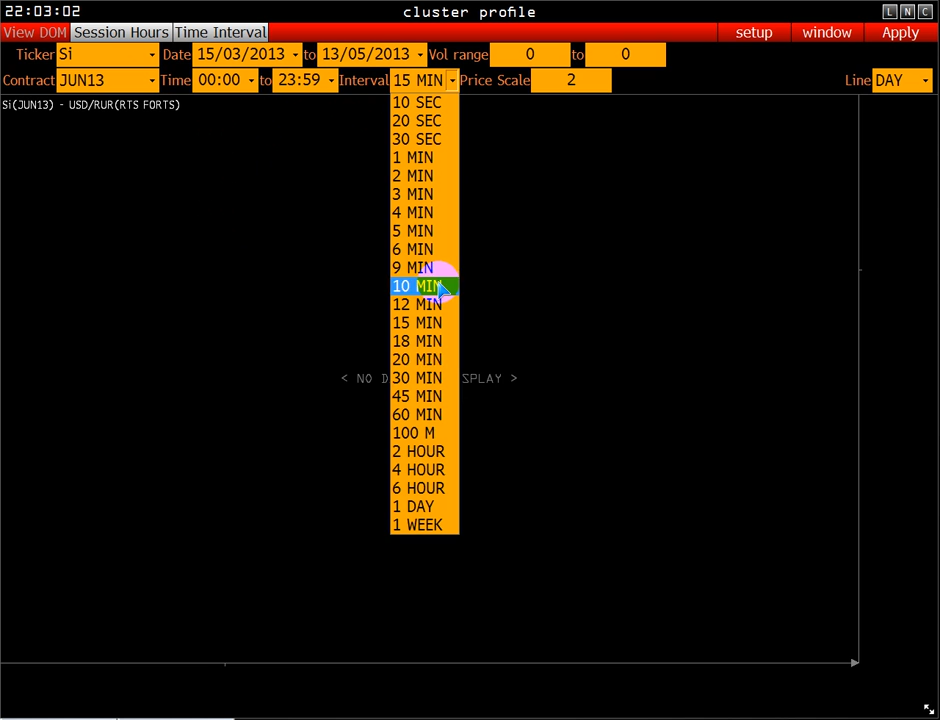 22:03:02 cluster profile L N C
View DOM Session Hours Time Interval setup window Apply
Ticker Si Date 15/03/2013 to 13/05/2013 Vol range 0 to 0
Contract JUN13 Time 00:00 to 23:59 Interval 15 MIN Price Scale 2 Line DAY
Si(JUN13) - USD/RUR(RTS FORTS)
10 SEC
20 SEC
30 SEC
1 MIN
2 MIN
3 MIN
4 MIN
5 MIN
6 MIN
9 MIN
10 MIN
12 MIN
15 MIN
18 MIN
20 MIN
< NO D 30 MIN SPLAY >
45 MIN
60 MIN
100 M
2 HOUR
4 HOUR
6 HOUR
1 DAY
1 WEEK